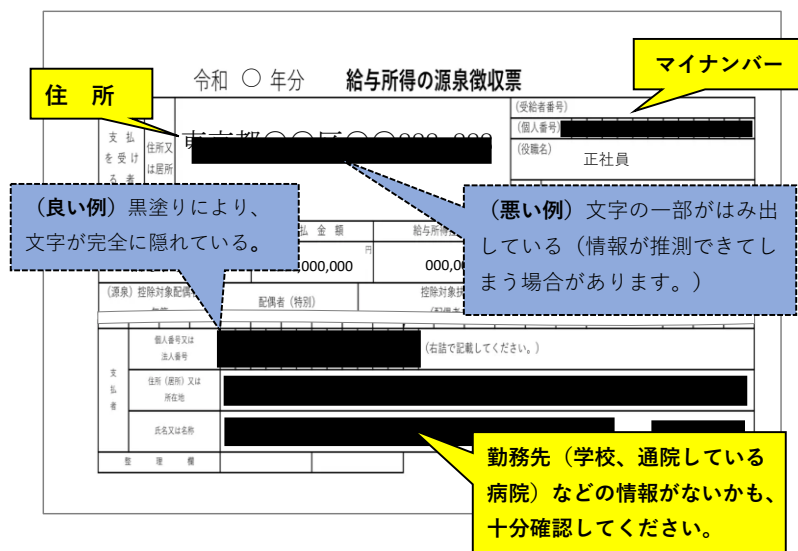 令和 〇 年分 給与所得の源泉徴収票
マイナンバー
住 所
(受給者番号)
(個人番号)
(役職名)
正社員
支 払
を 受 け
る 者
住所又
は居所
(良い例)黒塗りにより、
文字が完全に隠れている。
(悪い例)文字の一部がはみ出
している(情報が推測できてし
まう場合があります。)
払 金 額
給与所得
円
,000,000
000,0
(源泉)控除対象配偶
配偶者(特別)
控除対象扶
支
払
者
個人番号又は
法人番号
(右詰で記載してください。)
住所(居所)又は
所在地
氏名又は名称
整 理 欄
勤務先(学校、通院している
病院)などの情報がないかも、
十分確認してください。